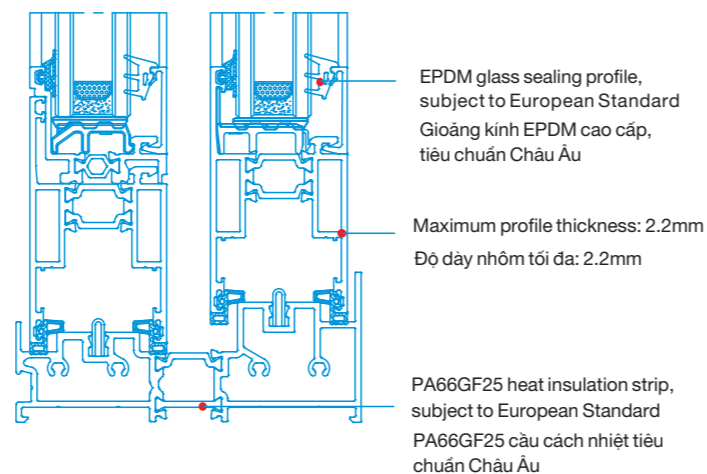 EPDM glass sealing profile,
subject to European Standard
Gioảng kính EPDM cao cấp,
tiêu chuẩn Châu Âu
Maximum profile thickness: 2.2mm
Độ dày nhôm tối đa: 2.2mm
PA66GF25 heat insulation strip,
subject to European Standard
PA66GF25 cầu cách nhiệt tiêu
chuẩn Châu Âu